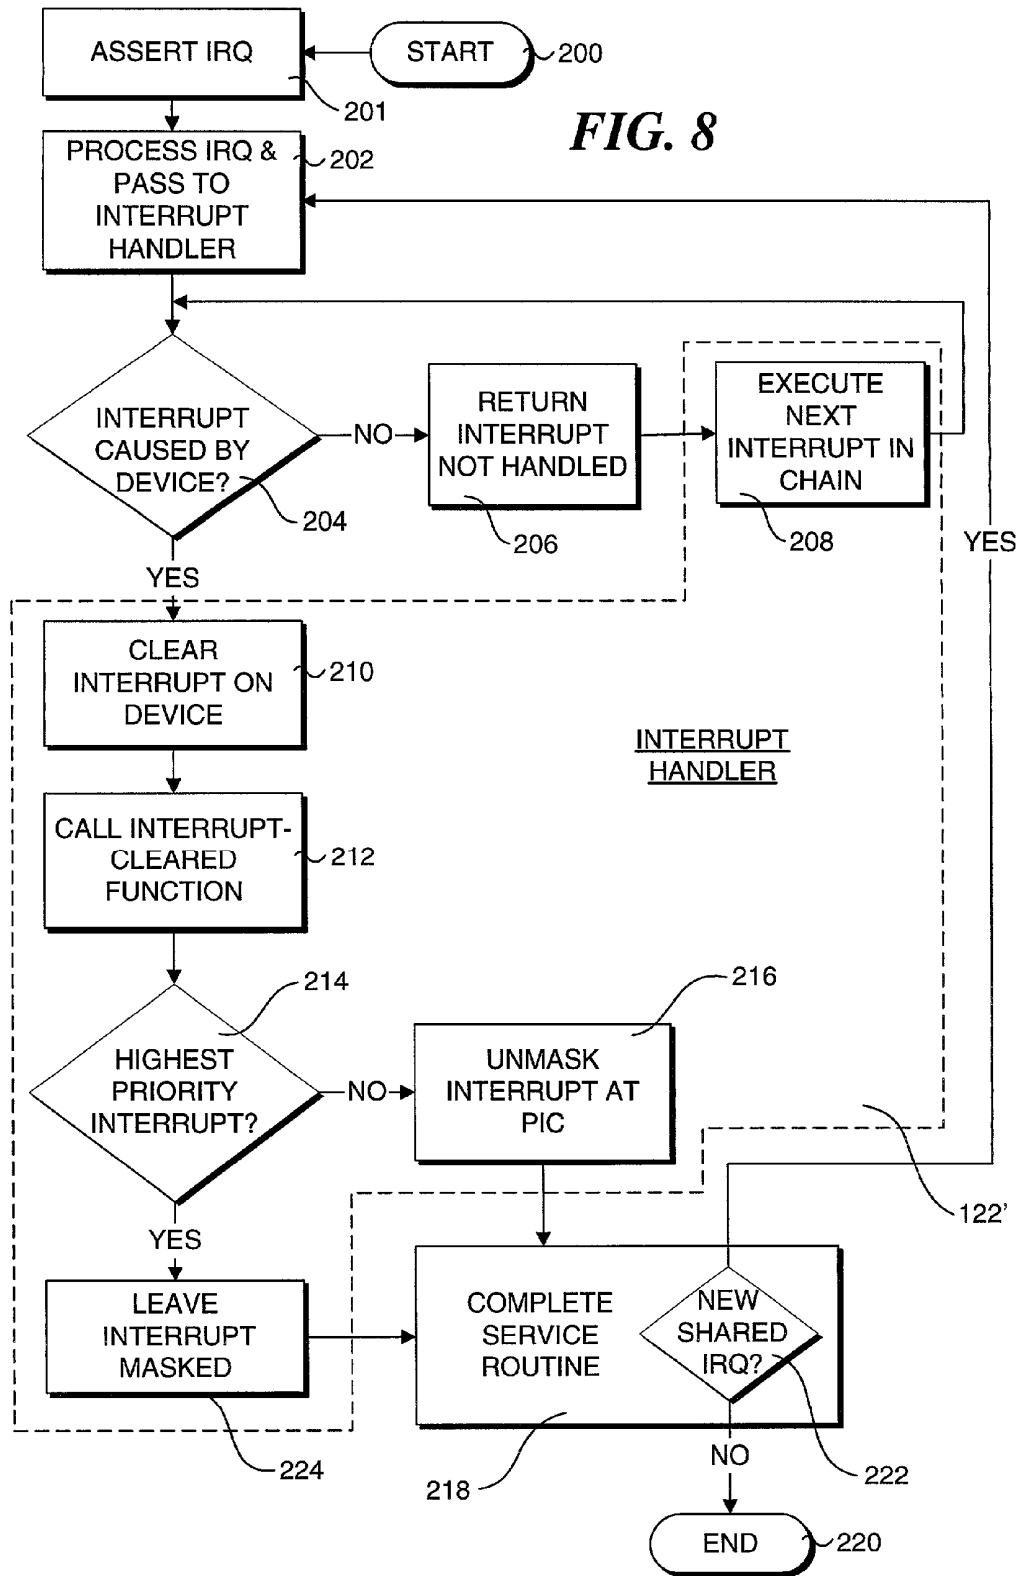 ASSERT IRQ
START
200
201
FIG. 8
PROCESS IRQ &
PASS TO
INTERRUPT
HANDLER
202
INTERRUPT
CAUSED BY
DEVICE?
204
NO
RETURN
INTERRUPT
NOT HANDLED
206
EXECUTE
NEXT
INTERRUPT IN
CHAIN
208
YES
YES
CLEAR
INTERRUPT ON
DEVICE
210
INTERRUPT
HANDLER
CALL INTERRUPT-
CLEARED
FUNCTION
212
214
HIGHEST
PRIORITY
INTERRUPT?
NO
216
UNMASK
INTERRUPT AT
PIC
122'
YES
LEAVE
INTERRUPT
MASKED
224
COMPLETE
SERVICE
ROUTINE
218
NEW
SHARED
IRQ?
222
NO
END
220